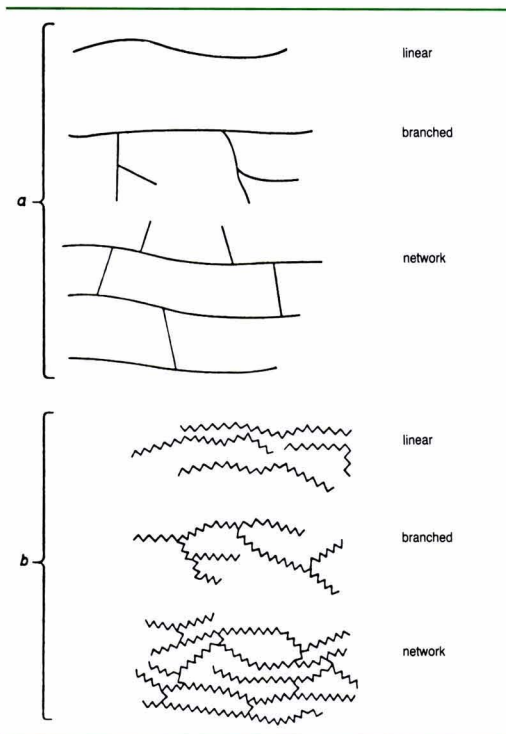 linear
branched
a
network
linear
branched
b
network